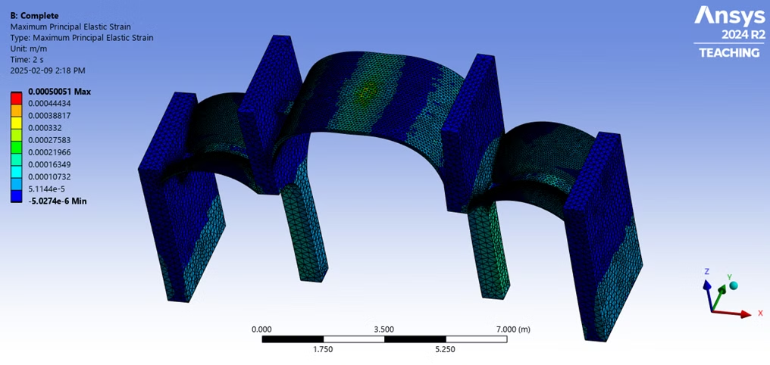 B: Complete
Maximum Principal Elastic Strain
Type: Maximum Principal Elastic Strain
Unit: m/m
Time: 2 s
2025-02-09 2:18 PM
0.00050051 Max
0.00044434
0.00038817
0.000332
0.00027583
0.00021966
0.00016349
0.00010732
5.1144e-5
-5.0274e-6 Min
Ansys
2024 R2
TEACHING
Z
Y
X
0.000 3.500 7.000 (m)
1.750 5.250